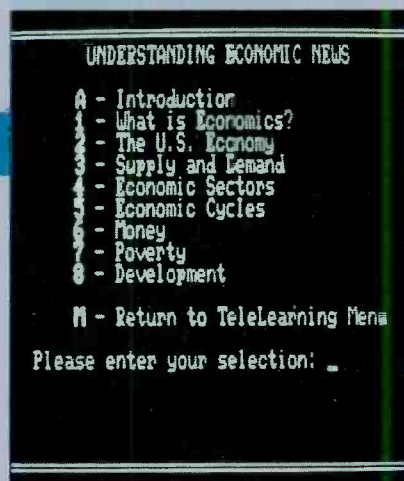 UNDERSTANDING ECONOMIC NEWS
A - Introduction
1 - What is Economics?
2 - The U.S. Economy
3 - Supply and Demand
4 - Economic Sectors
5 - Economic Cycles
6 - Money
7 - Poverty
8 - Development
M - Return to TeleLearning Menu
Please enter your selection: _